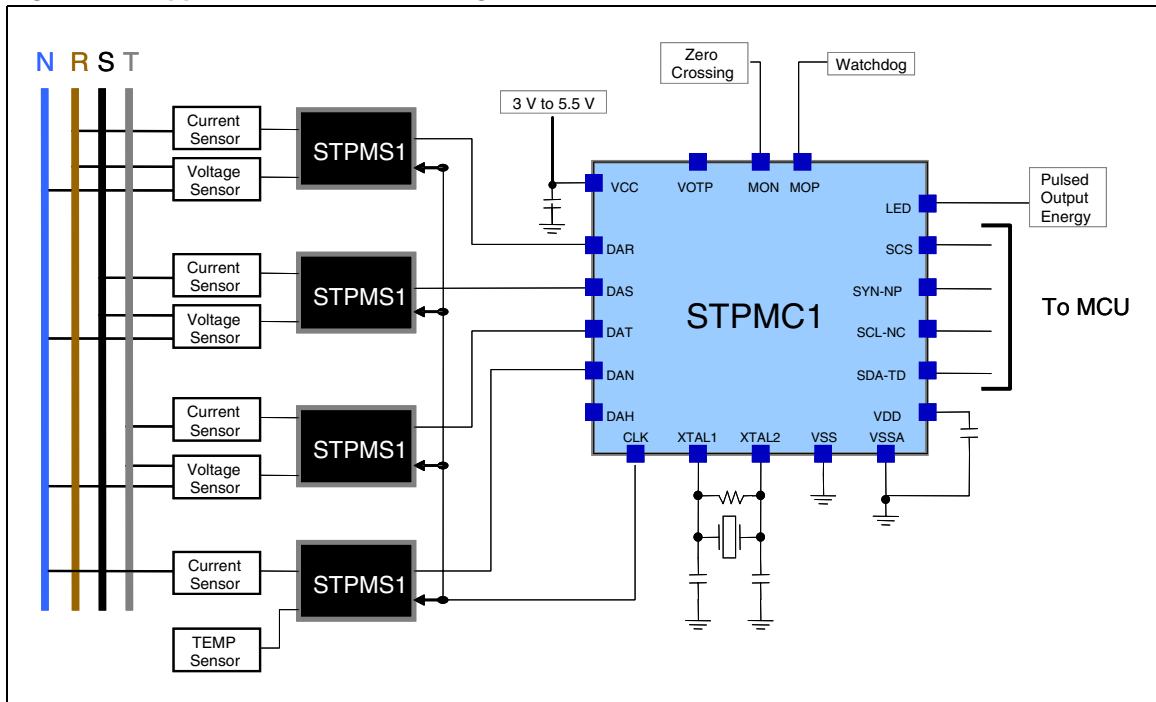 N R S T
Current
Sensor
Voltage
Sensor
STPMS1
Current
Sensor
Voltage
Sensor
STPMS1
Current
Sensor
Voltage
Sensor
STPMS1
Current
Sensor
TEMP
Sensor
STPMS1
3 V to 5.5 V
Zero
Crossing
Watchdog
VCC
VOTP
MON
MOP
LED
Pulsed
Output
Energy
DAR
DAS
DAT
DAN
DAH
STPMC1
SCS
SYN-NP
SCL-NC
SDA-TD
To MCU
VDD
CLK
XTAL1
XTAL2
VSS
VSSA